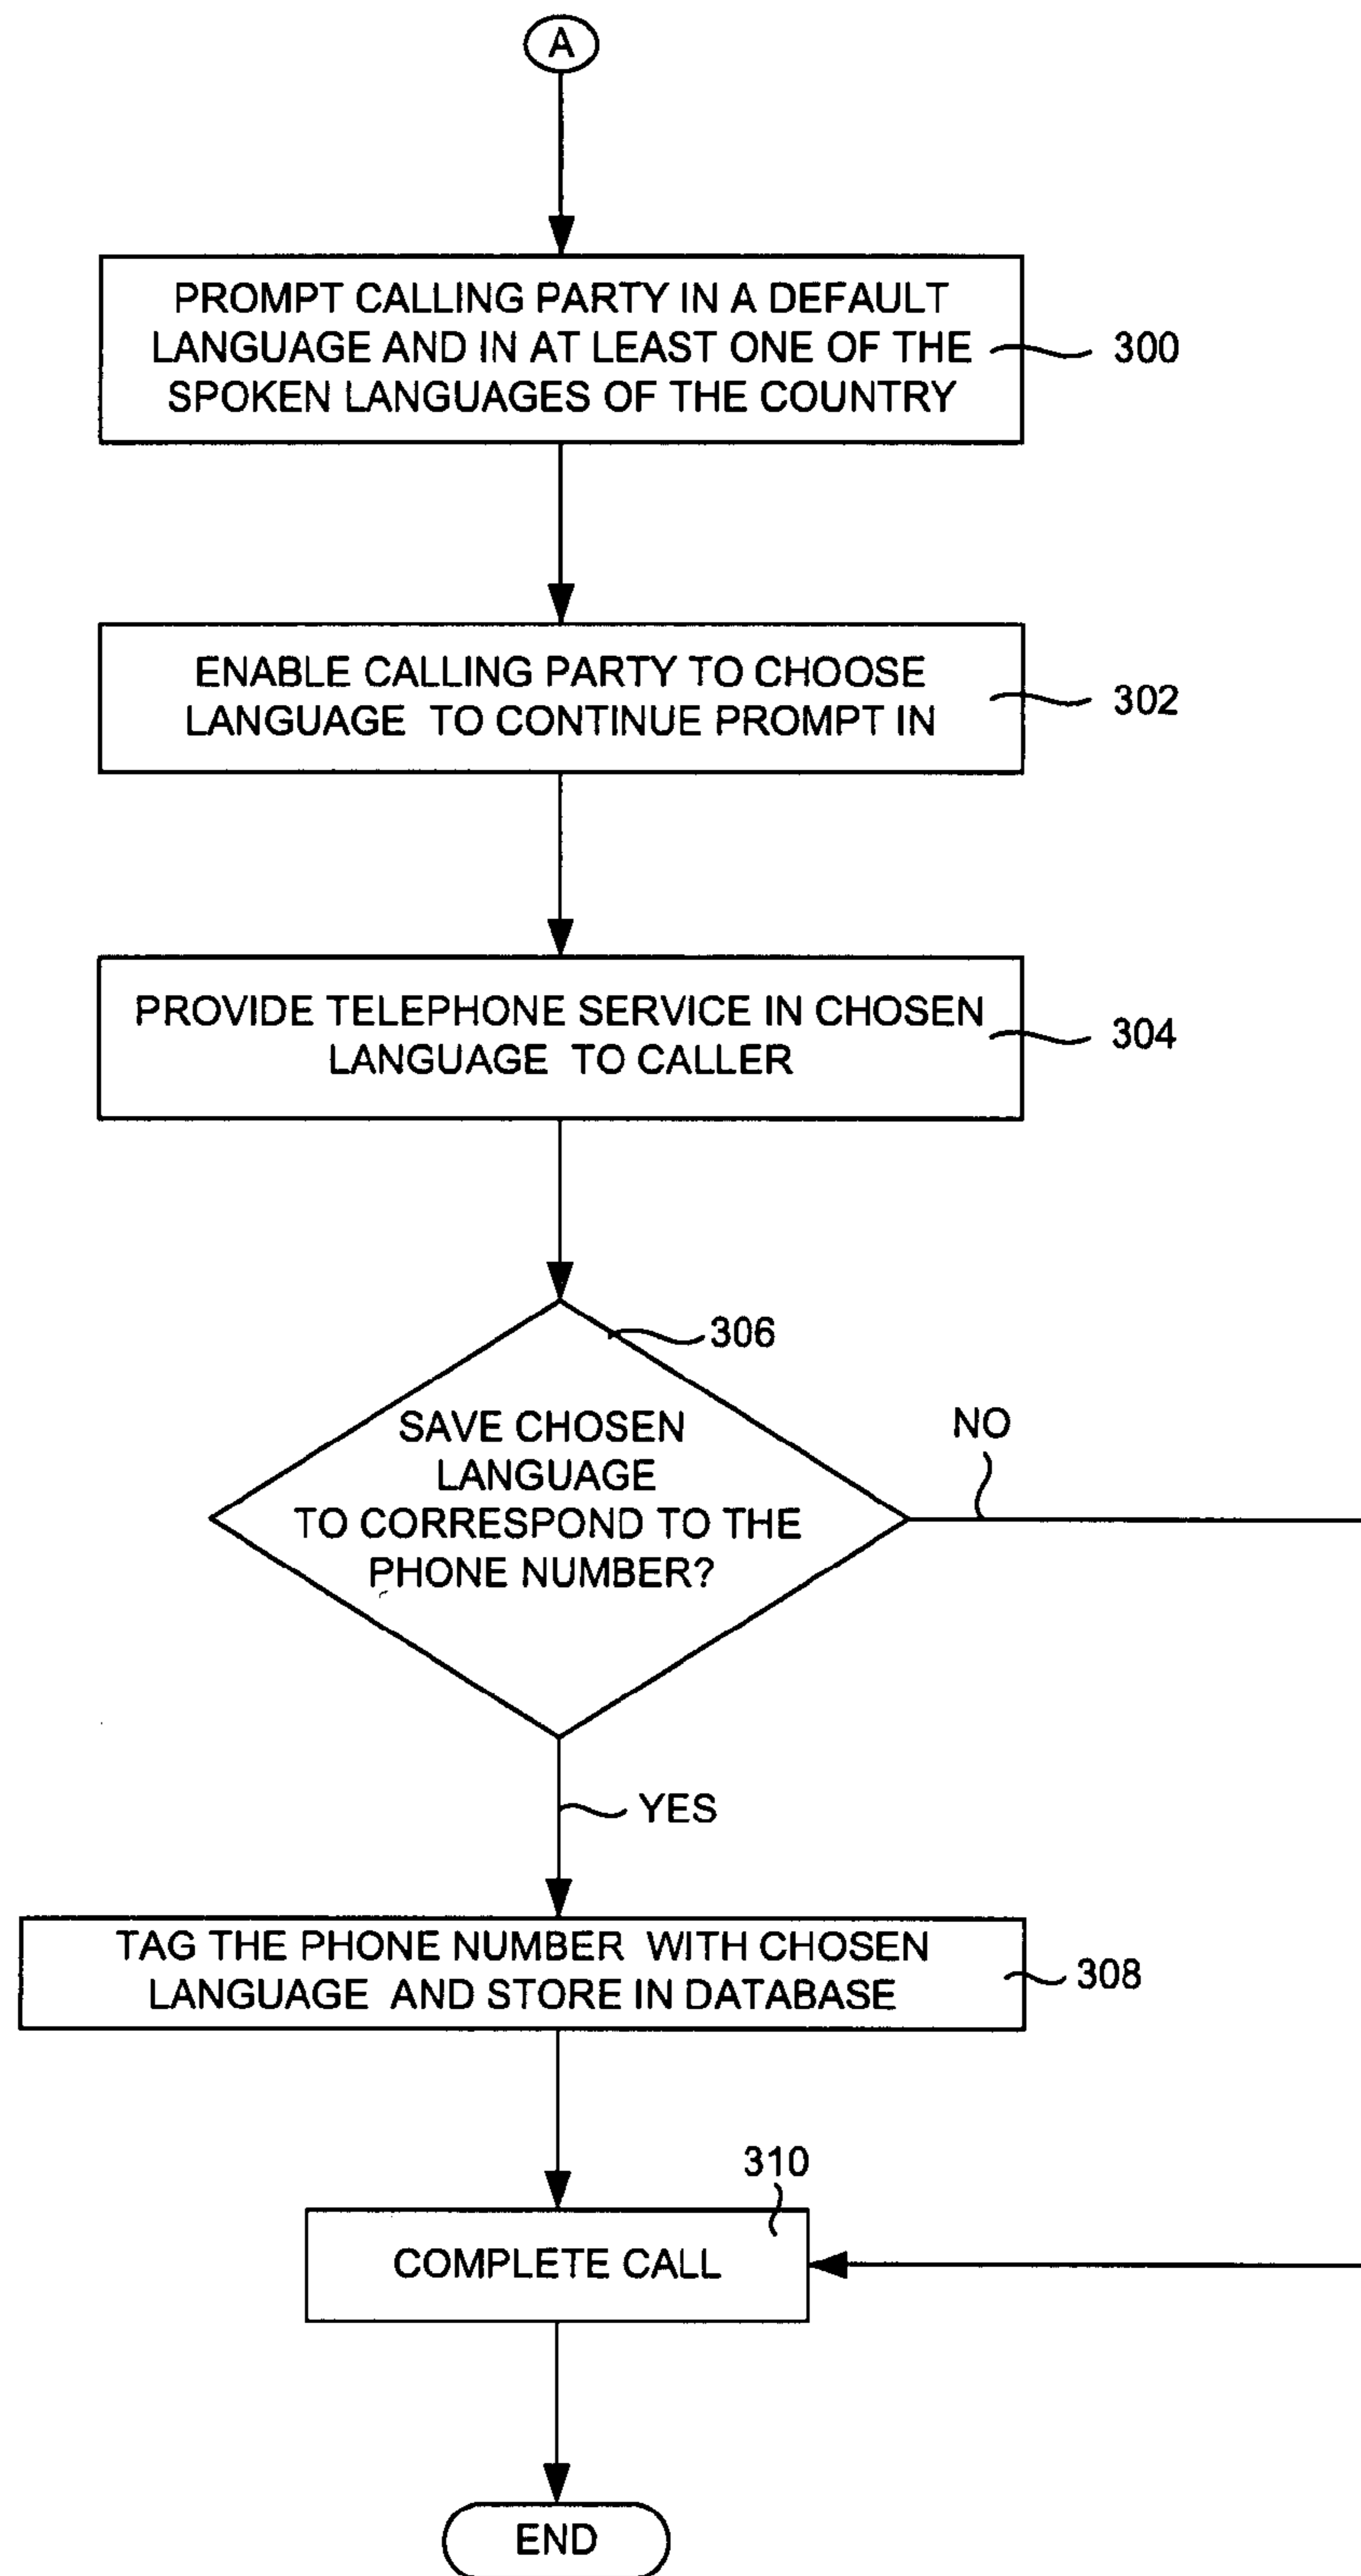 A
PROMPT CALLING PARTY IN A DEFAULT
LANGUAGE AND IN AT LEAST ONE OF THE
SPOKEN LANGUAGES OF THE COUNTRY
300
ENABLE CALLING PARTY TO CHOOSE
LANGUAGE TO CONTINUE PROMPT IN
302
PROVIDE TELEPHONE SERVICE IN CHOSEN
LANGUAGE TO CALLER
304
306
SAVE CHOSEN
LANGUAGE
TO CORRESPOND TO THE
PHONE NUMBER?
NO
YES
TAG THE PHONE NUMBER WITH CHOSEN
LANGUAGE AND STORE IN DATABASE
308
310
COMPLETE CALL
END